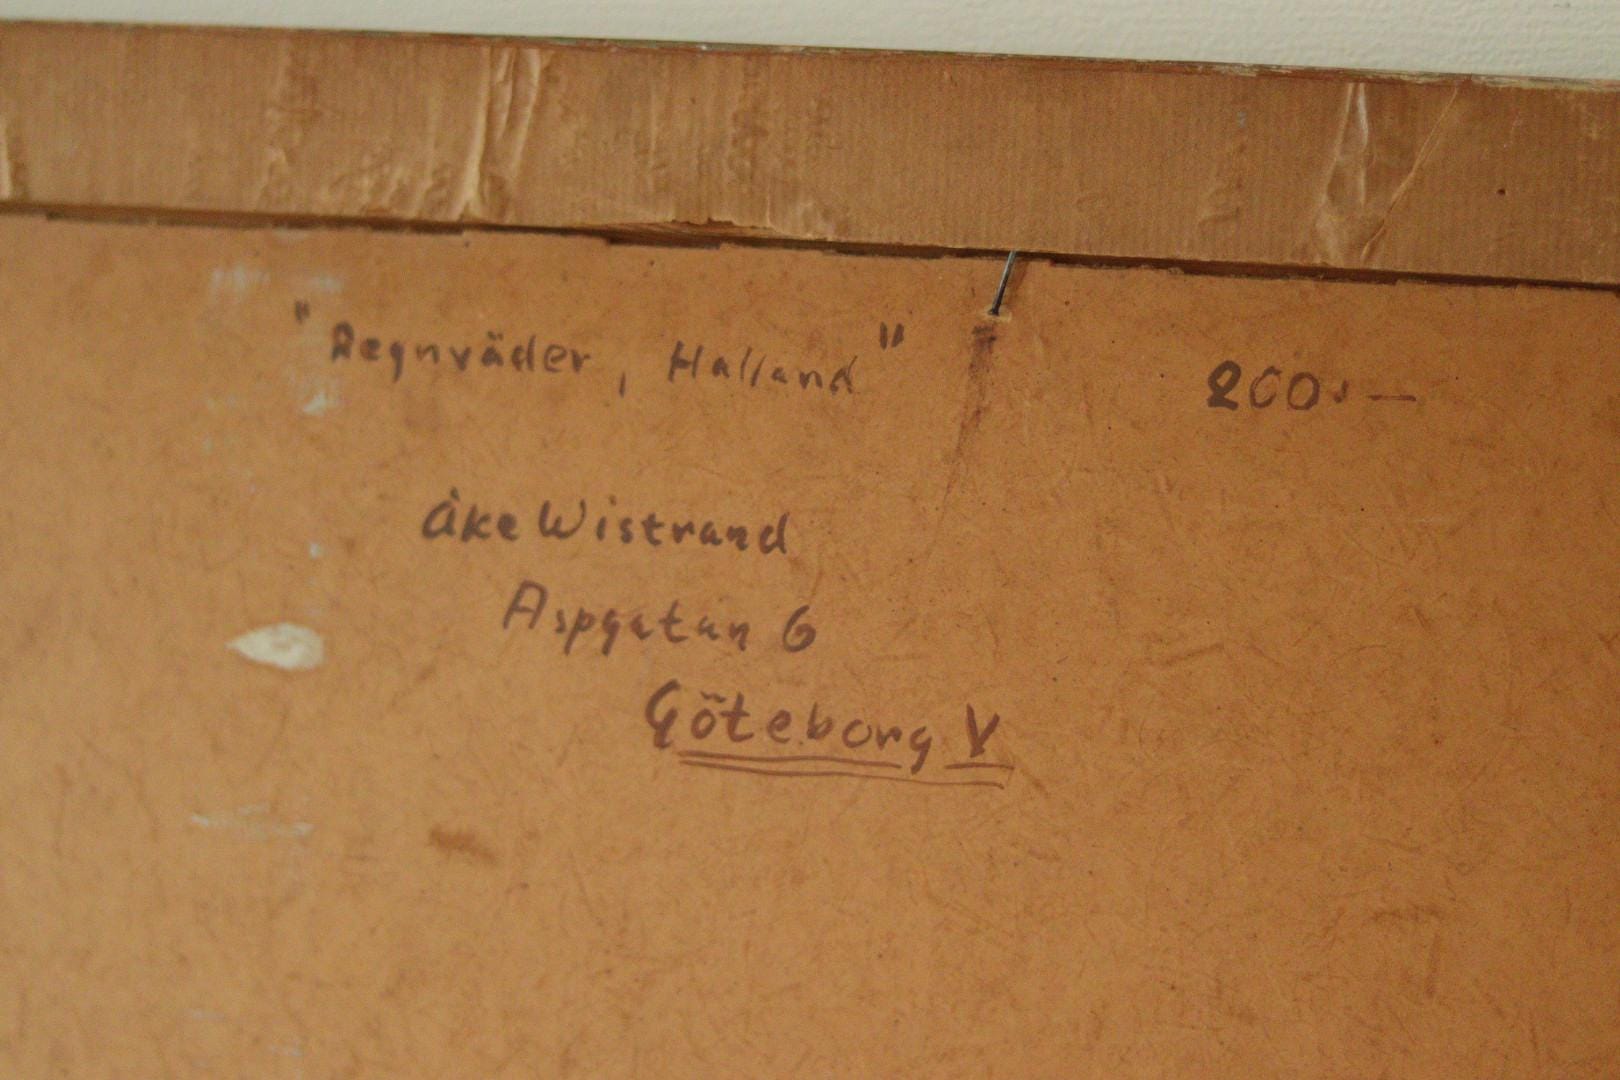 "Regnväder, Halland" 200:-
Åke Wistrand
Aspgatan 6
Göteborg V